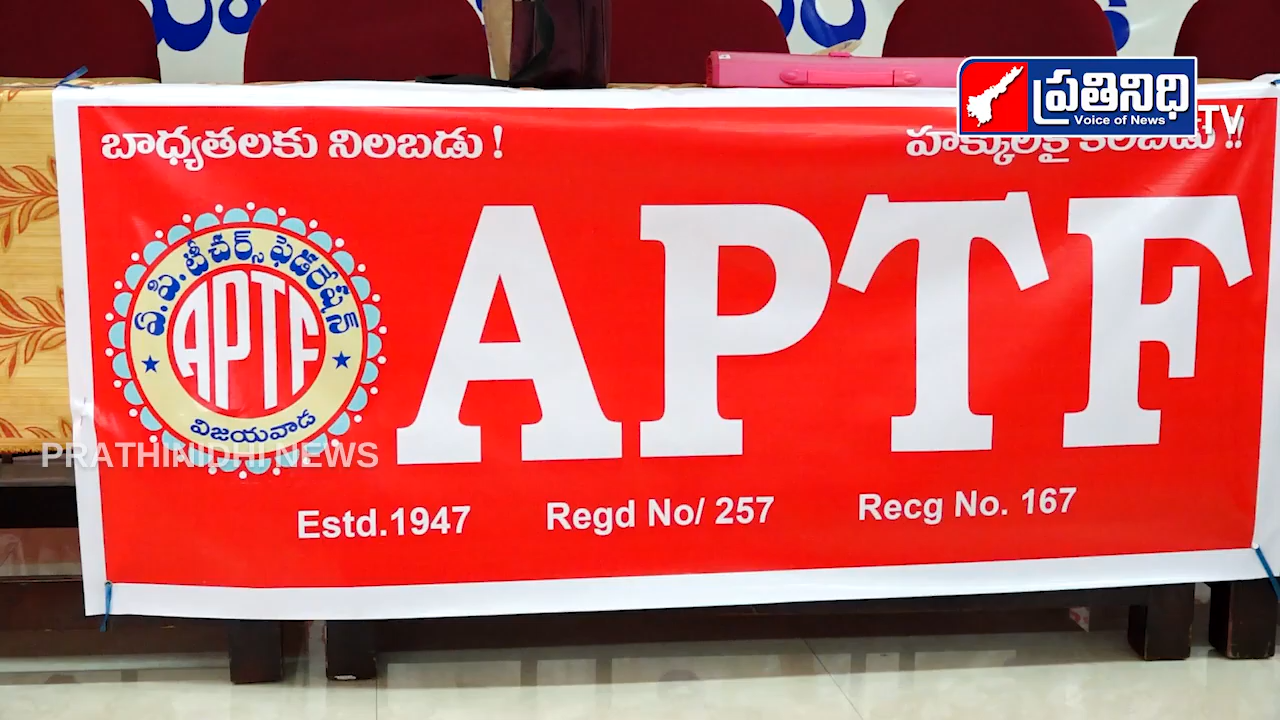 ప్రతినిధి
Voice of News
TV
బాధ్యతలకు నిలబడు !
హక్కులకై కలబడు !!
ఏ.పి.టీచర్స్ ఫెడరేషన్
APTF
విజయవాడ
APTF
PRATHINIDHI NEWS
Estd.1947 Regd No/ 257 Recg No. 167